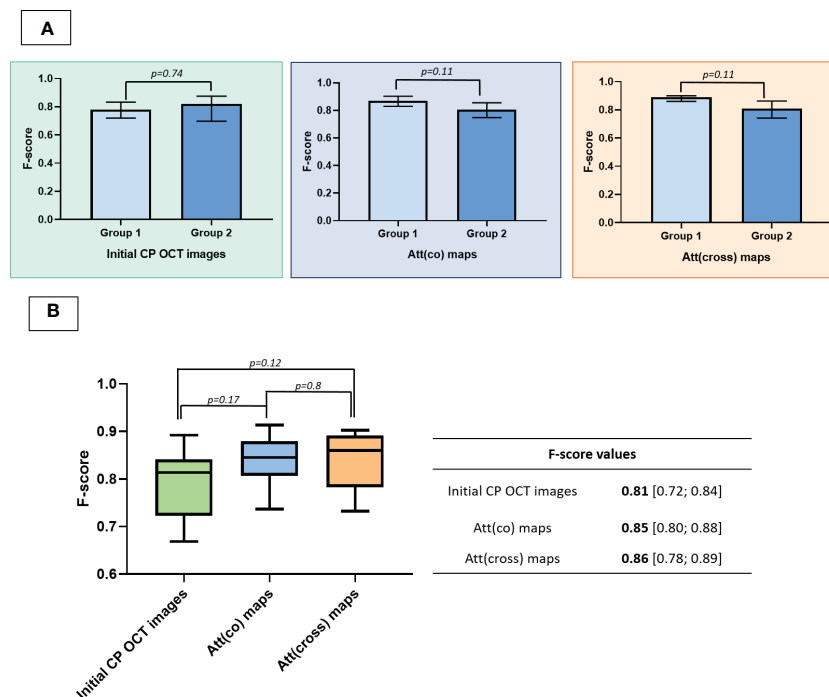 A
p=0.74
1.0
0.8
0.6
0.4
0.2
0.0
F-score
Group 1 Group 2
Initial CP OCT images
p=0.11
1.0
0.8
0.6
0.4
0.2
0.0
F-score
Group 1 Group 2
Att(co) maps
p=0.11
1.0
0.8
0.6
0.4
0.2
0.0
F-score
Group 1 Group 2
Att(cross) maps
B
p=0.12
p=0.17 p=0.8
1.0
0.9
0.8
0.7
0.6
F-score
Initial CP OCT images
Att(co) maps
Att(cross) maps
F-score values
Initial CP OCT images 0.81 [0.72; 0.84]
Att(co) maps 0.85 [0.80; 0.88]
Att(cross) maps 0.86 [0.78; 0.89]